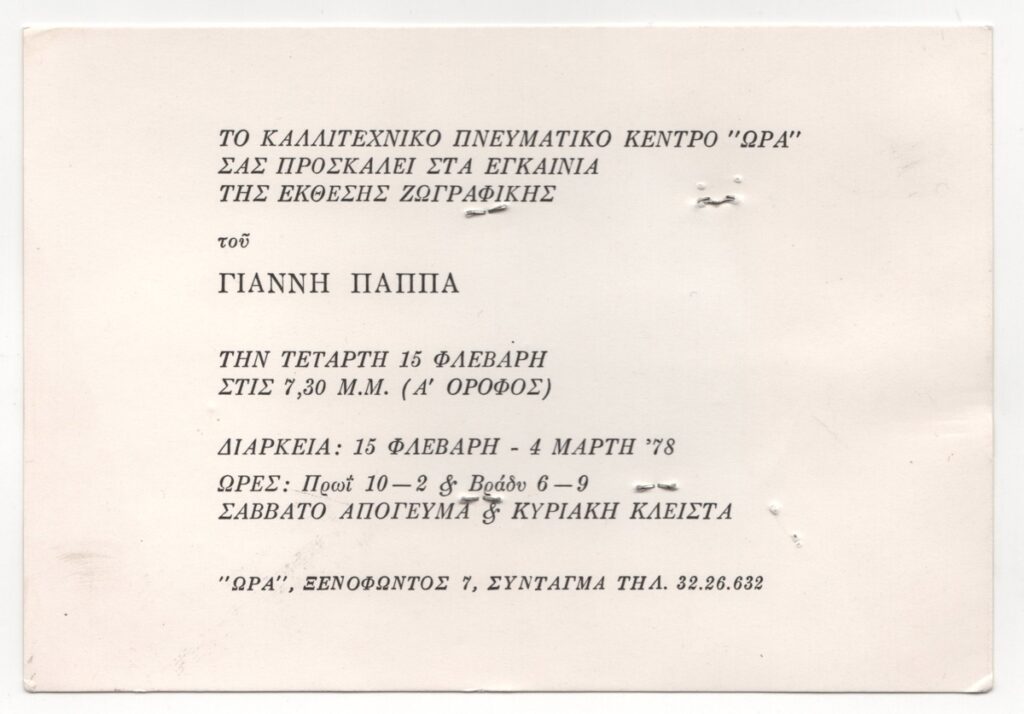 ΤΟ ΚΑΛΛΙΤΕΧΝΙΚΟ ΠΝΕΥΜΑΤΙΚΟ ΚΕΝΤΡΟ "ΩΡΑ"
ΣΑΣ ΠΡΟΣΚΑΛΕΙ ΣΤΑ ΕΓΚΑΙΝΙΑ
ΤΗΣ ΕΚΘΕΣΗΣ ΖΩΓΡΑΦΙΚΗΣ
τοῦ
ΓΙΑΝΝΗ ΠΑΠΠΑ
ΤΗΝ ΤΕΤΑΡΤΗ 15 ΦΛΕΒΑΡΗ
ΣΤΙΣ 7,30 Μ.Μ. (Α' ΟΡΟΦΟΣ)
ΔΙΑΡΚΕΙΑ: 15 ΦΛΕΒΑΡΗ - 4 ΜΑΡΤΗ '78
ΩΡΕΣ: Πρωΐ 10—2 & Βράδυ 6—9
ΣΑΒΒΑΤΟ ΑΠΟΓΕΥΜΑ & ΚΥΡΙΑΚΗ ΚΛΕΙΣΤΑ
"ΩΡΑ", ΞΕΝΟΦΩΝΤΟΣ 7, ΣΥΝΤΑΓΜΑ ΤΗΛ. 32.26.632